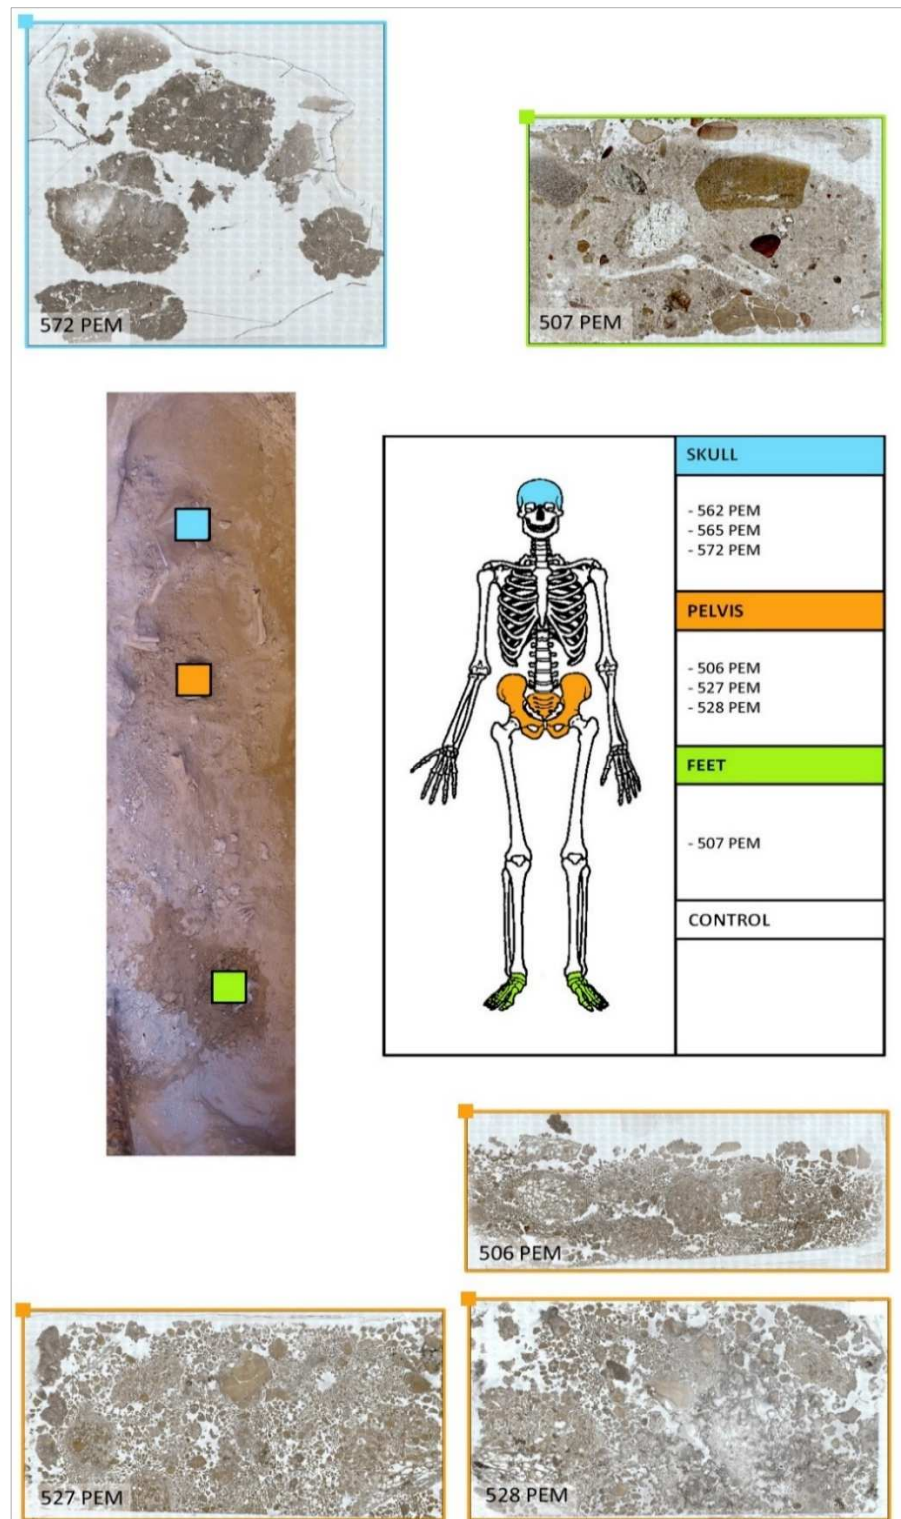 572 PEM
507 PEM
SKULL
- 562 PEM
- 565 PEM
- 572 PEM
PELVIS
- 506 PEM
- 527 PEM
- 528 PEM
FEET
- 507 PEM
CONTROL
506 PEM
527 PEM
528 PEM